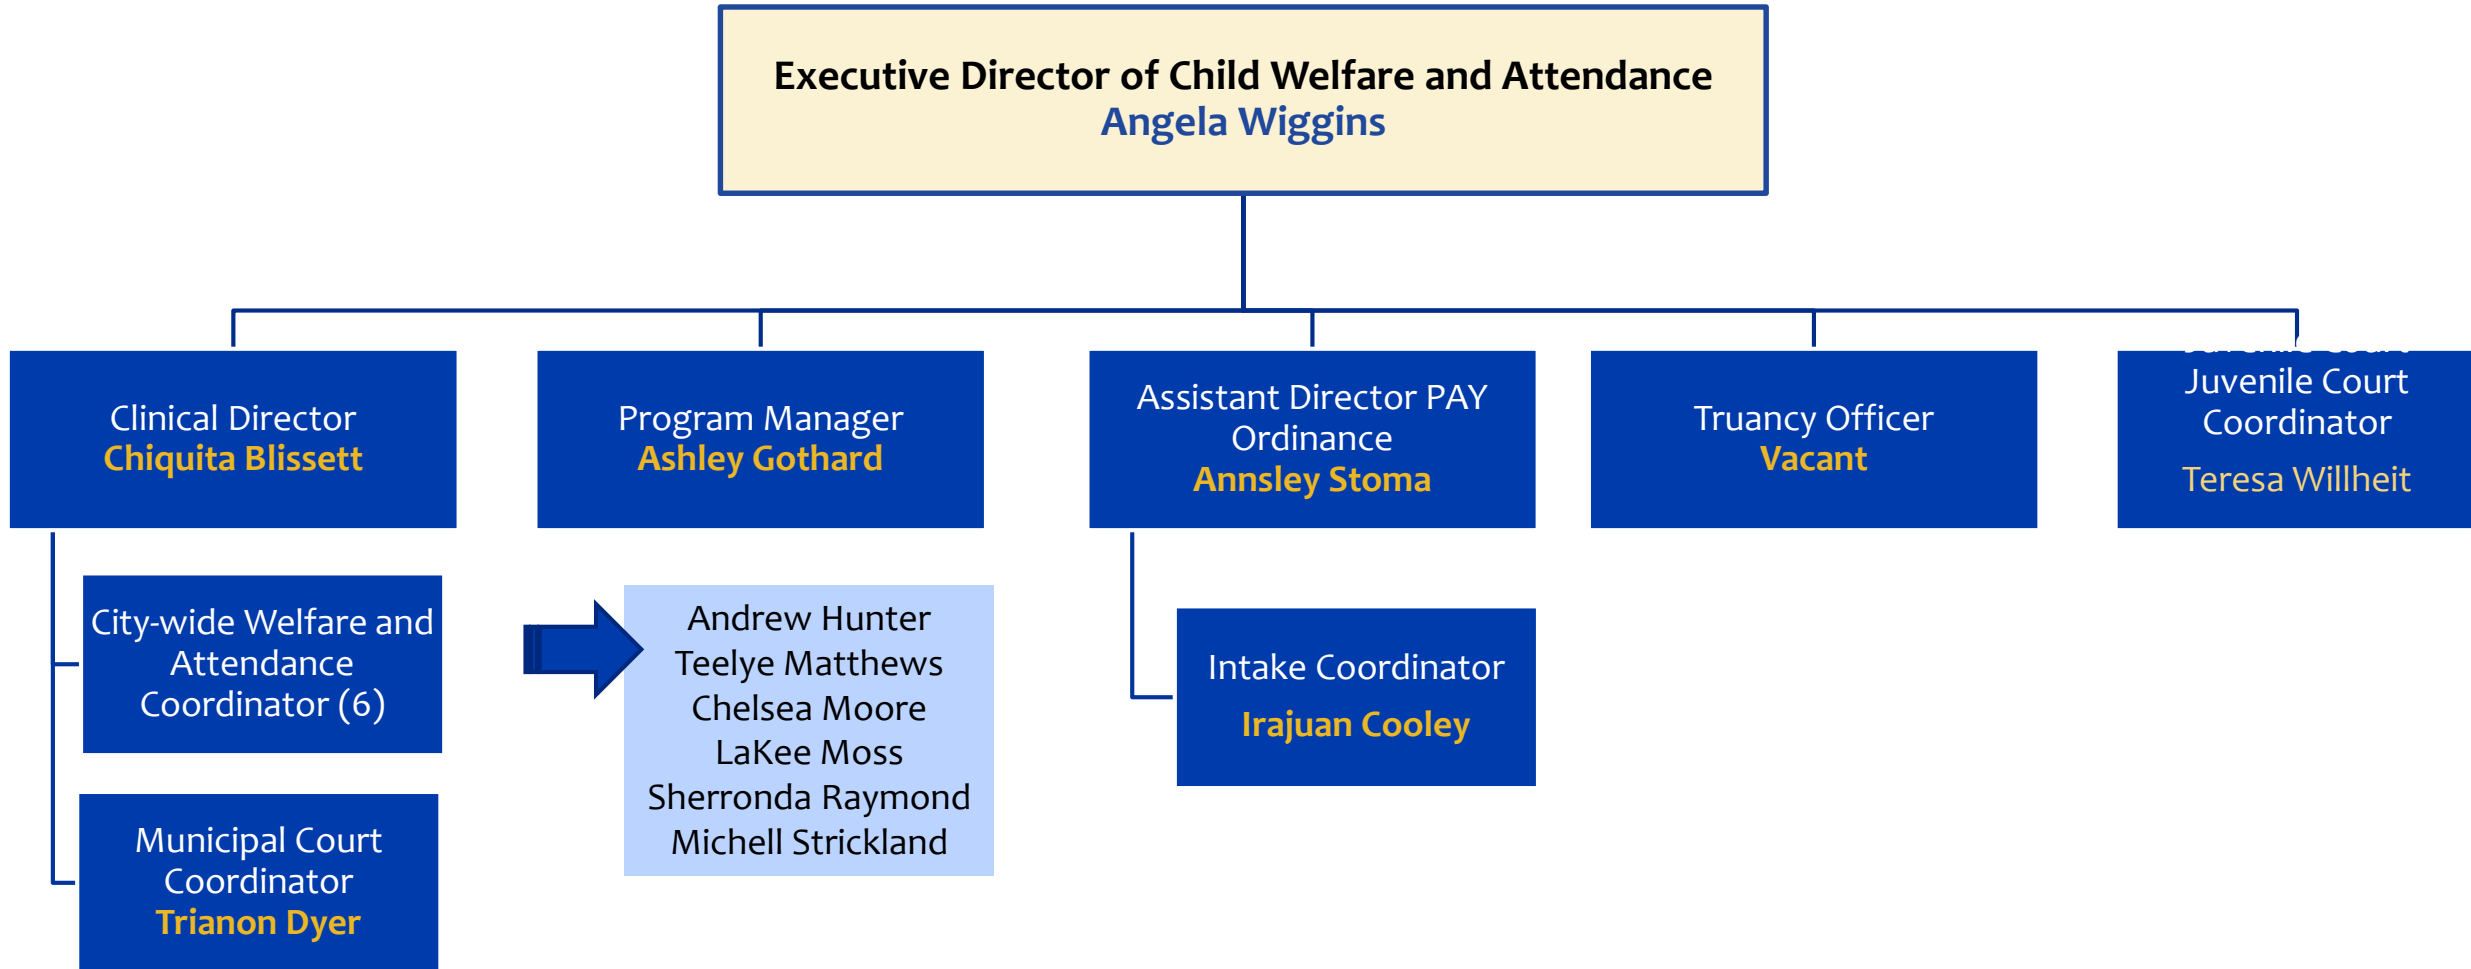 Executive Director of Child Welfare and Attendance
Angela Wiggins
Clinical Director
Chiquita Blissett
Program Manager
Ashley Gothard
Assistant Director PAY
Ordinance
Annsley Stoma
Truancy Officer
Vacant
Juvenile Court
Juvenile Court
Coordinator
Teresa Willheit
City-wide Welfare and
Attendance
Coordinator (6)
Andrew Hunter
Teelye Matthews
Chelsea Moore
LaKee Moss
Sherronda Raymond
Michell Strickland
Intake Coordinator
Irajuan Cooley
Municipal Court
Coordinator
Trianon Dyer